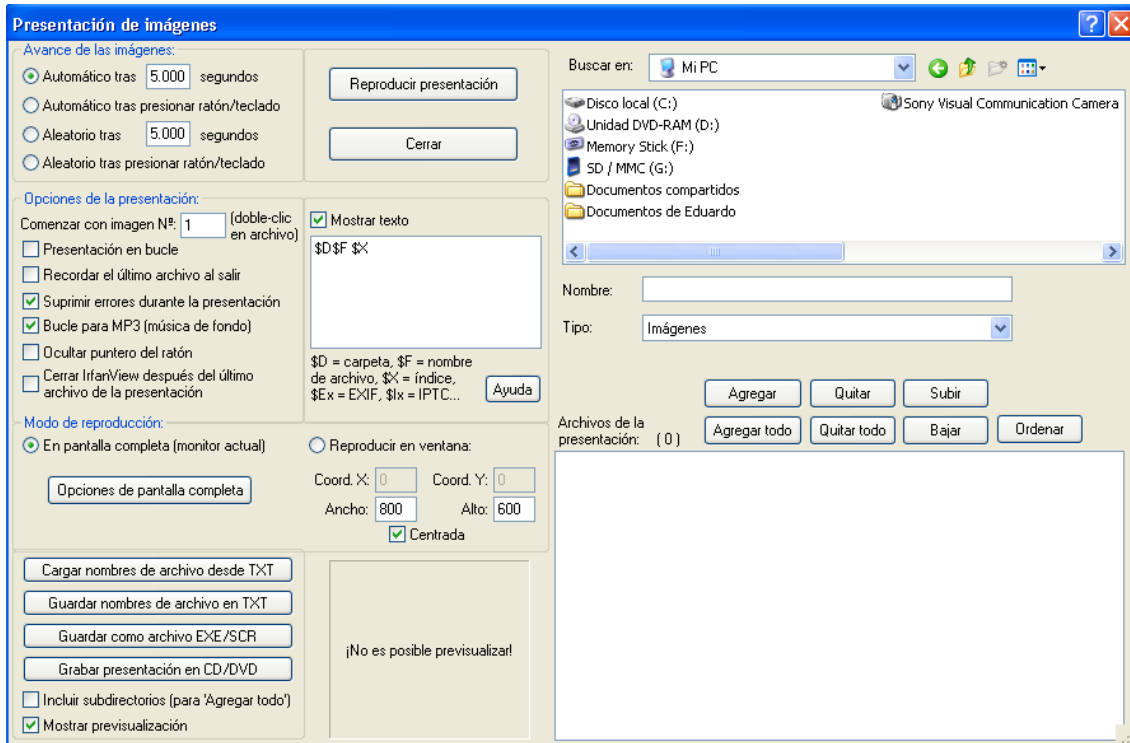 Presentación de imágenes
Avance de las imágenes:
Automático tras 5.000 segundos
Automático tras presionar ratón/teclado
Aleatorio tras 5.000 segundos
Aleatorio tras presionar ratón/teclado
Reproducir presentación
Cerrar
Opciones de la presentación:
Comenzar con imagen Nº: 1 (doble-clic
en archivo)
Presentación en bucle
Recordar el último archivo al salir
Suprimir errores durante la presentación
Bucle para MP3 (música de fondo)
Ocultar puntero del ratón
Cerrar IrfanView después del último
archivo de la presentación
Mostrar texto
$D$F $X
$D = carpeta, $F = nombre
de archivo, $X = índice,
$Ex = EXIF, $Ix = IPTC...
Ayuda
Modo de reproducción:
En pantalla completa (monitor actual)
Opciones de pantalla completa
Reproducir en ventana:
Coord. X: 0 Coord. Y: 0
Ancho: 800 Alto: 600
Centrada
Cargar nombres de archivo desde TXT
Guardar nombres de archivo en TXT
Guardar como archivo EXE/SCR
Grabar presentación en CD/DVD
Incluir subdirectorios (para 'Agregar todo')
Mostrar previsualización
¡No es posible previsualizar!
Buscar en: Mi PC
Disco local (C:)
Unidad DVD-RAM (D:)
Memory Stick (F:)
SD / MMC (G:)
Documentos compartidos
Documentos de Eduardo
Sony Visual Communication Camera
Nombre:
Tipo: Imágenes
Agregar Quitar Subir
Archivos de la
presentación: ( 0 )
Agregar todo Quitar todo Bajar Ordenar